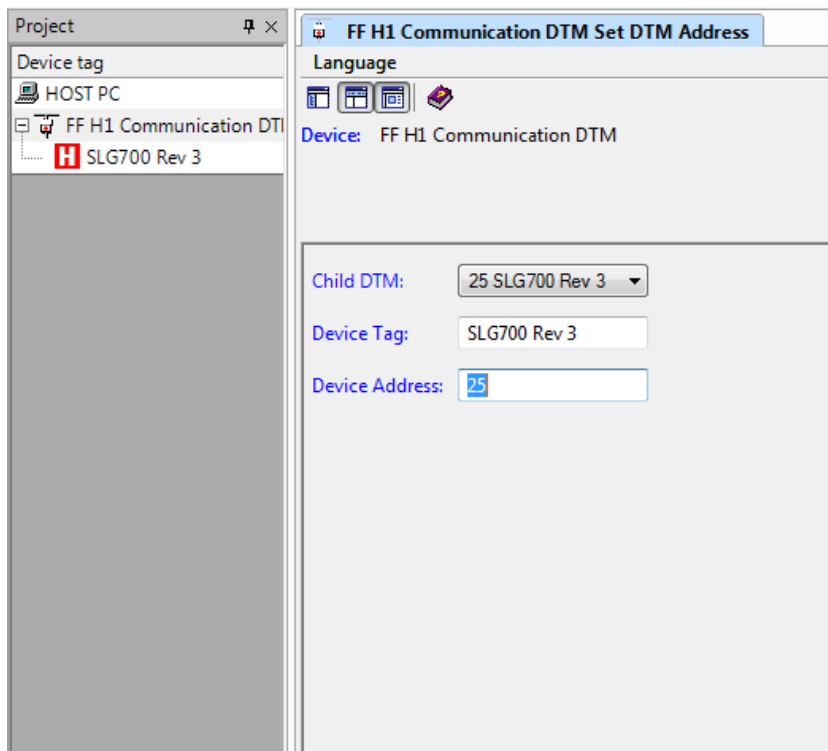 Project
Device tag
HOST PC
FF H1 Communication DTI
H SLG700 Rev 3
FF H1 Communication DTM Set DTM Address
Language
Device: FF H1 Communication DTM
Child DTM: 25 SLG700 Rev 3
Device Tag: SLG700 Rev 3
Device Address: 25